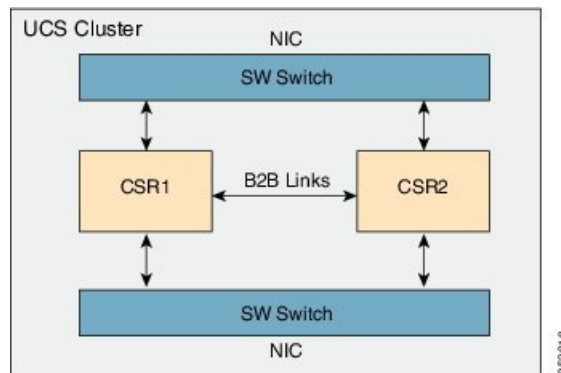 UCS Cluster
NIC
SW Switch
CSR1
B2B Links
CSR2
SW Switch
NIC